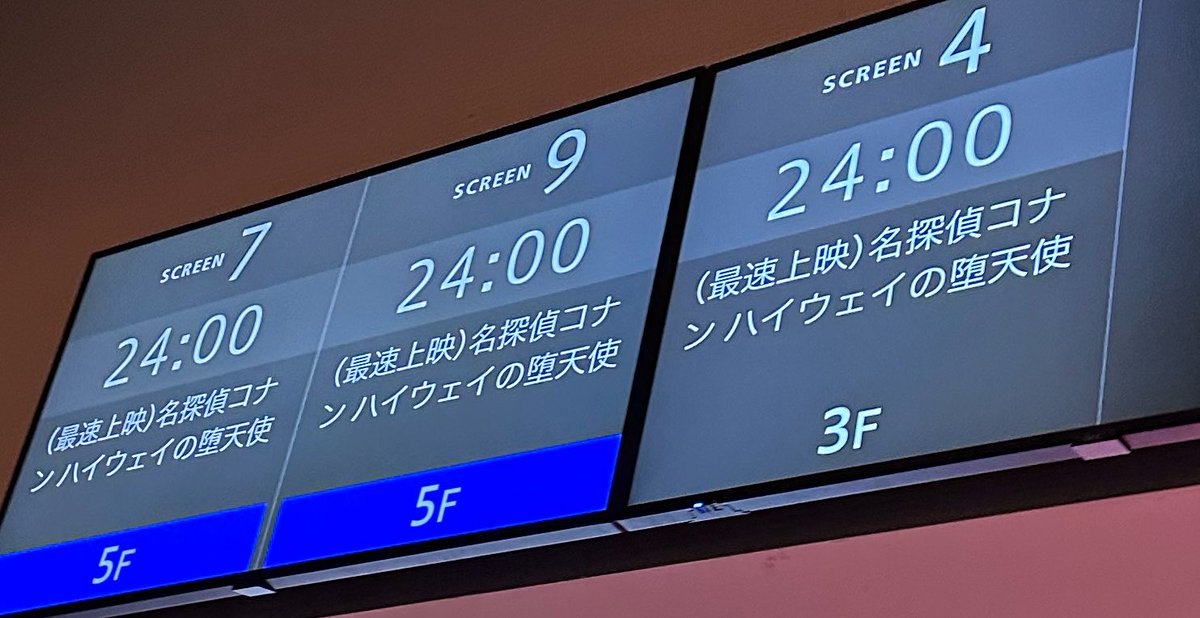 SCREEN 7
24:00
(最速上映)名探偵コナ
ン ハイウェイの堕天使
5F
SCREEN 9
24:00
(最速上映)名探偵コナ
ン ハイウェイの堕天使
5F
SCREEN 4
24:00
(最速上映)名探偵コナ
ン ハイウェイの堕天使
3F